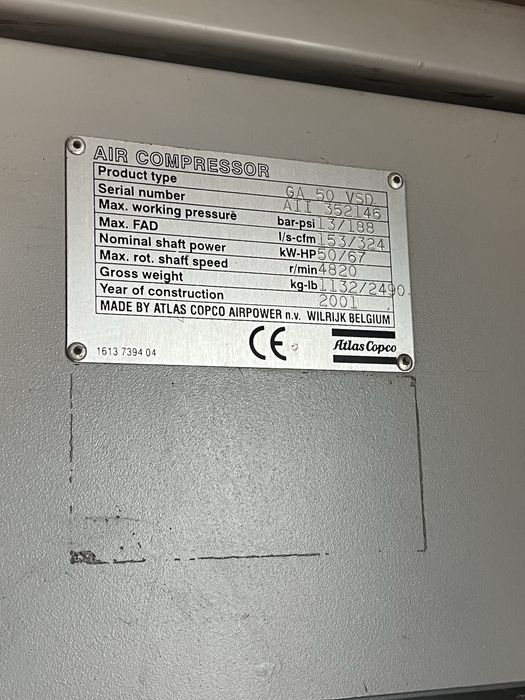 AIR COMPRESSOR
Product type GA 50 VSD
Serial number AII 352146
Max. working pressure bar-psi 13/188
Max. FAD l/s-cfm 153/324
Nominal shaft power kW-HP 50/67
Max. rot. shaft speed r/min 4820
Gross weight kg-lb 1132/2490
Year of construction 2001
MADE BY ATLAS COPCO AIRPOWER n.v. WILRIJK BELGIUM
1613 7394 04 CE Atlas Copco